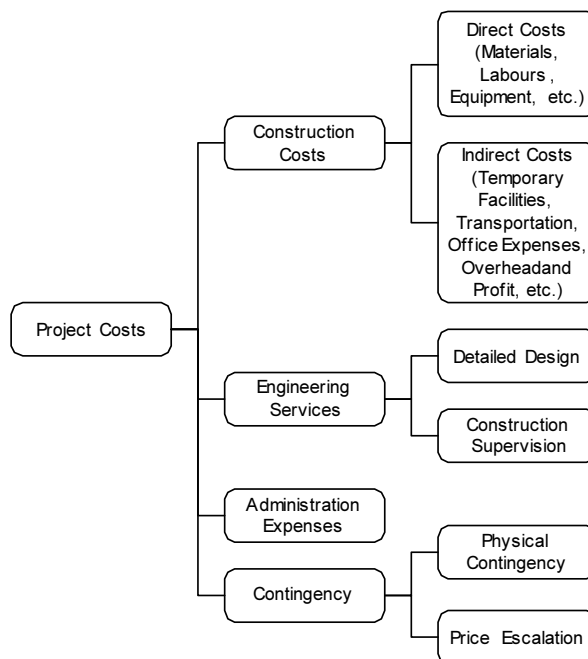 Direct Costs
(Materials,
Labours ,
Equipment, etc.)
Construction
Costs
Indirect Costs
(Temporary
Facilities,
Transportation,
Office Expenses,
Overheadand
Profit, etc.)
Project Costs
Engineering
Services
Detailed Design
Construction
Supervision
Administration
Expenses
Contingency
Physical
Contingency
Price Escalation